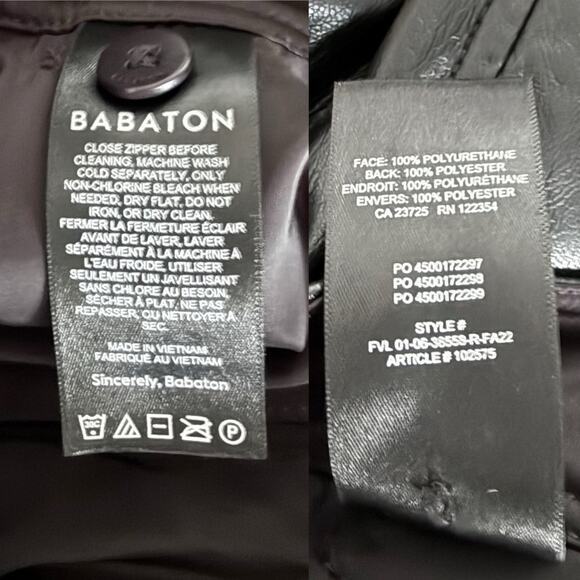 BABATON
CLOSE ZIPPER BEFORE
CLEANING, MACHINE WASH
COLD SEPARATELY, ONLY
NON-CHLORINE BLEACH WHEN
NEEDED, DRY FLAT, DO NOT
IRON, OR DRY CLEAN.
FERMER LA FERMETURE ÉCLAIR
AVANT DE LAVER, LAVER
SÉPARÉMENT À LA MACHINE À
L'EAU FROIDE, UTILISER
SEULEMENT UN JAVELLISANT
SANS CHLORE AU BESOIN,
SÉCHER À PLAT, NE PAS
REPASSER, OU NETTOYER À
SEC.
MADE IN VIETNAM
FABRIQUÉ AU VIETNAM
Sincerely, Babaton
30C
P
FACE: 100% POLYURETHANE
BACK: 100% POLYESTER
ENDROIT: 100% POLYURÉTHANE
ENVERS: 100% POLYESTER
CA 23725 RN 122354
PO 4500172297
PO 4500172298
PO 4500172299
STYLE #
FVL 01-06-36559-R-FA22
ARTICLE # 102575